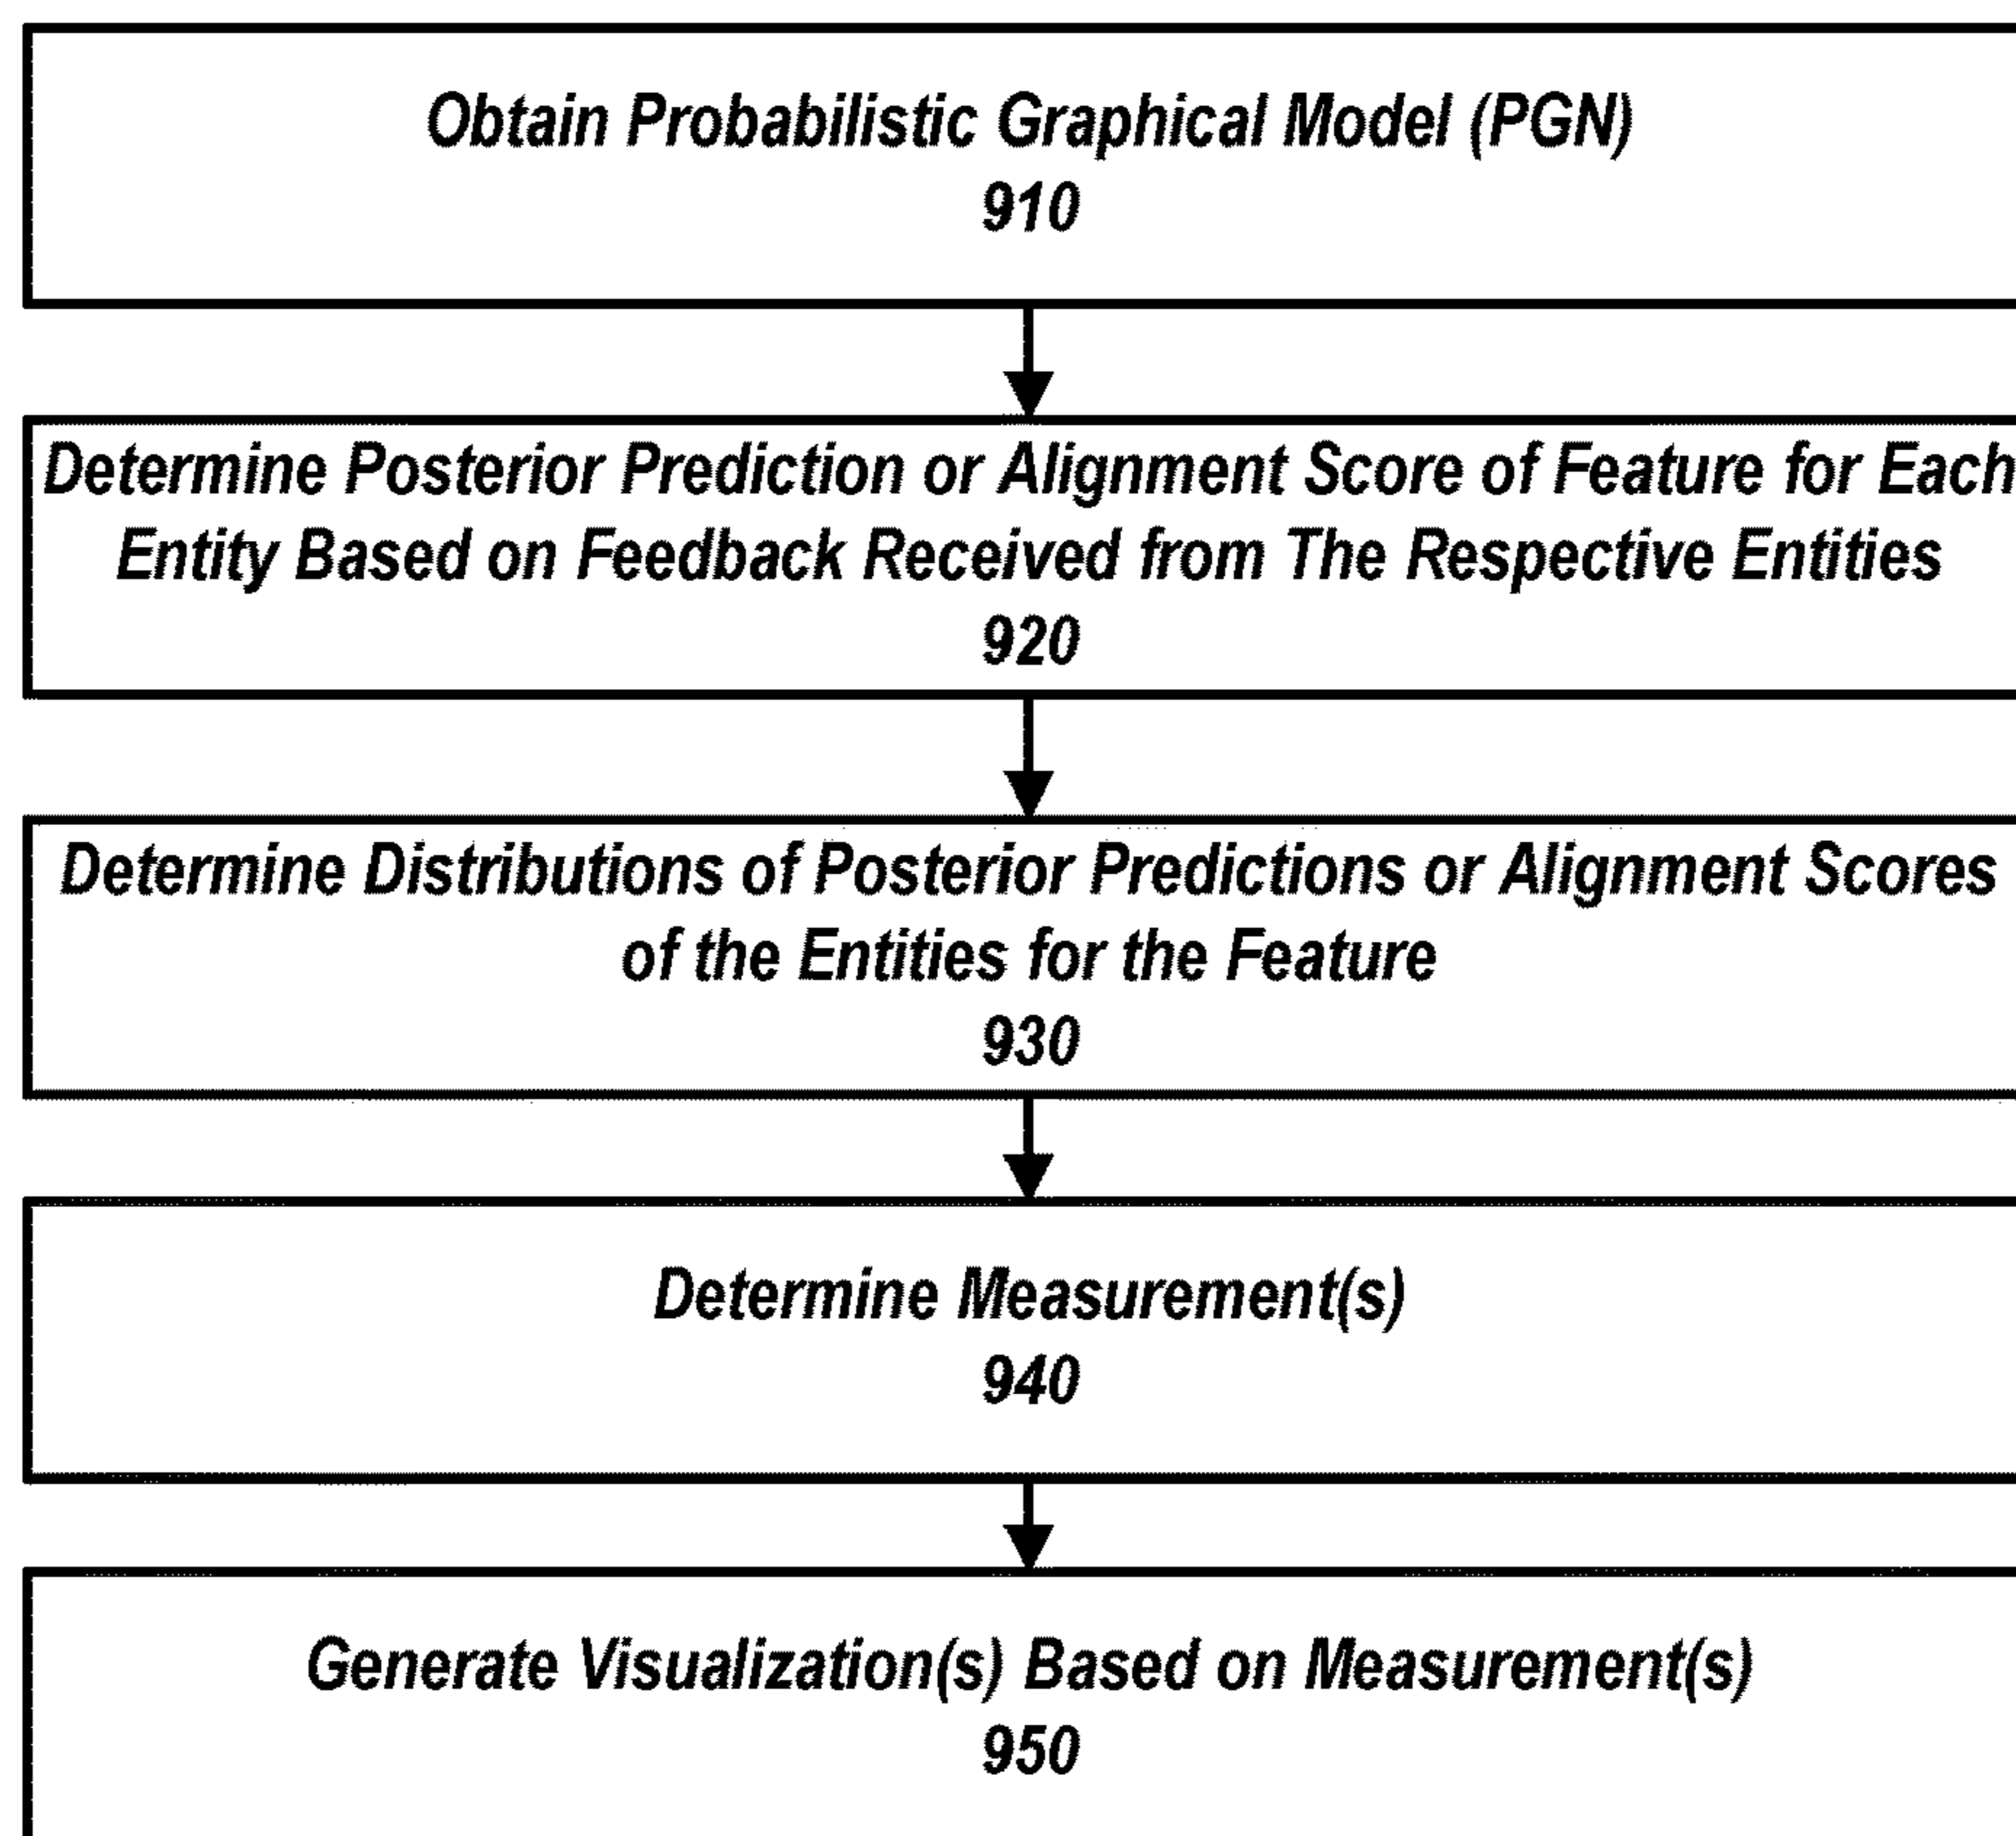 Obtain Probabilistic Graphical Model (PGN)
910
Determine Posterior Prediction or Alignment Score of Feature for Each
Entity Based on Feedback Received from The Respective Entities
920
Determine Distributions of Posterior Predictions or Alignment Scores
of the Entities for the Feature
930
Determine Measurement(s)
940
Generate Visualization(s) Based on Measurement(s)
950